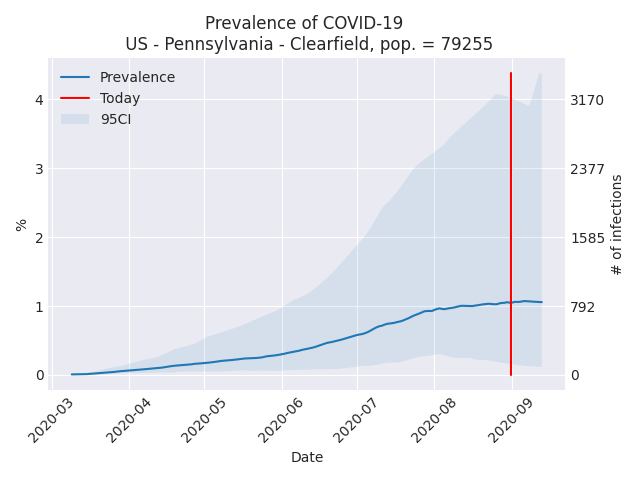 Prevalence of COVID-19
US - Pennsylvania - Clearfield, pop. = 79255
Prevalence
Today
95CI
%
4
3
2
1
0
3170
2377
1585
792
0
# of infections
2020-03
2020-04
2020-05
2020-06
2020-07
2020-08
2020-09
Date